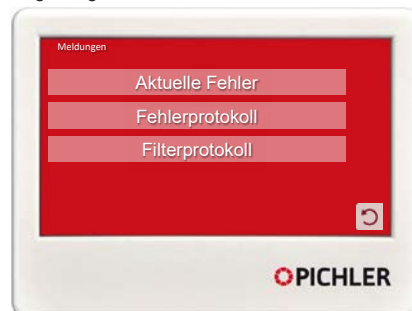 Meldungen
Aktuelle Fehler
Fehlerprotokoll
Filterprotokoll
PICHLER